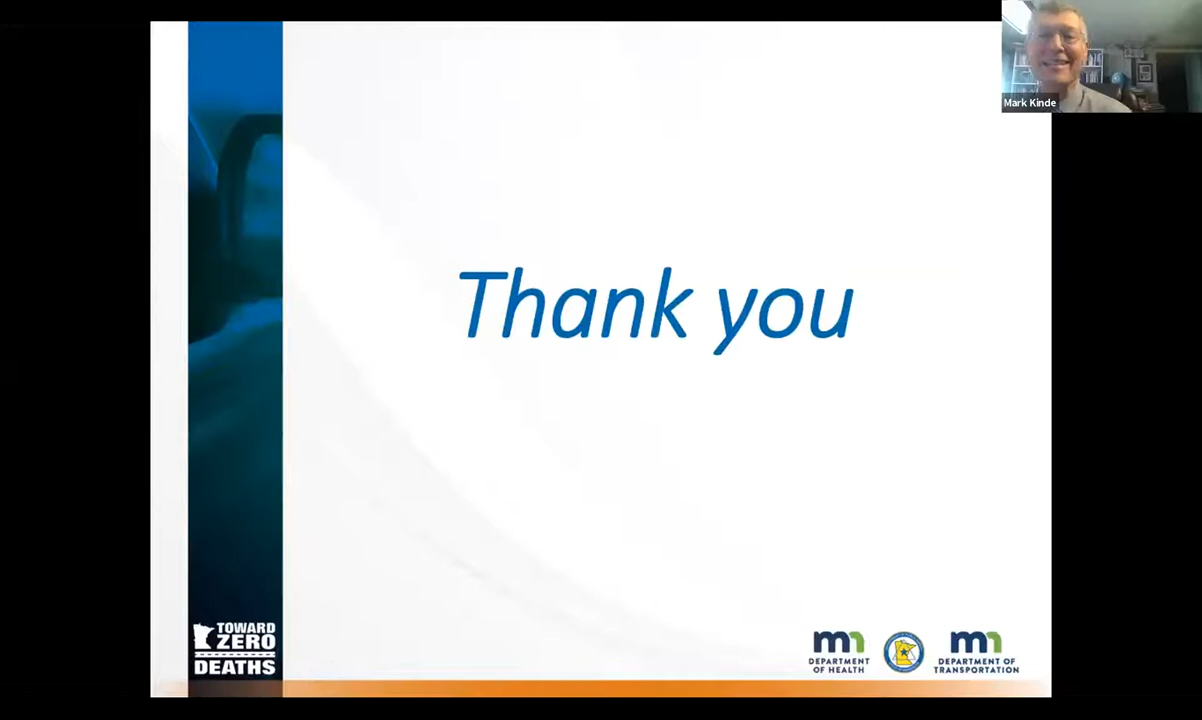 Mark Kinde
Thank you
TOWARD
ZERO
DEATHS
mn
DEPARTMENT
OF HEALTH
mn
DEPARTMENT OF
TRANSPORTATION